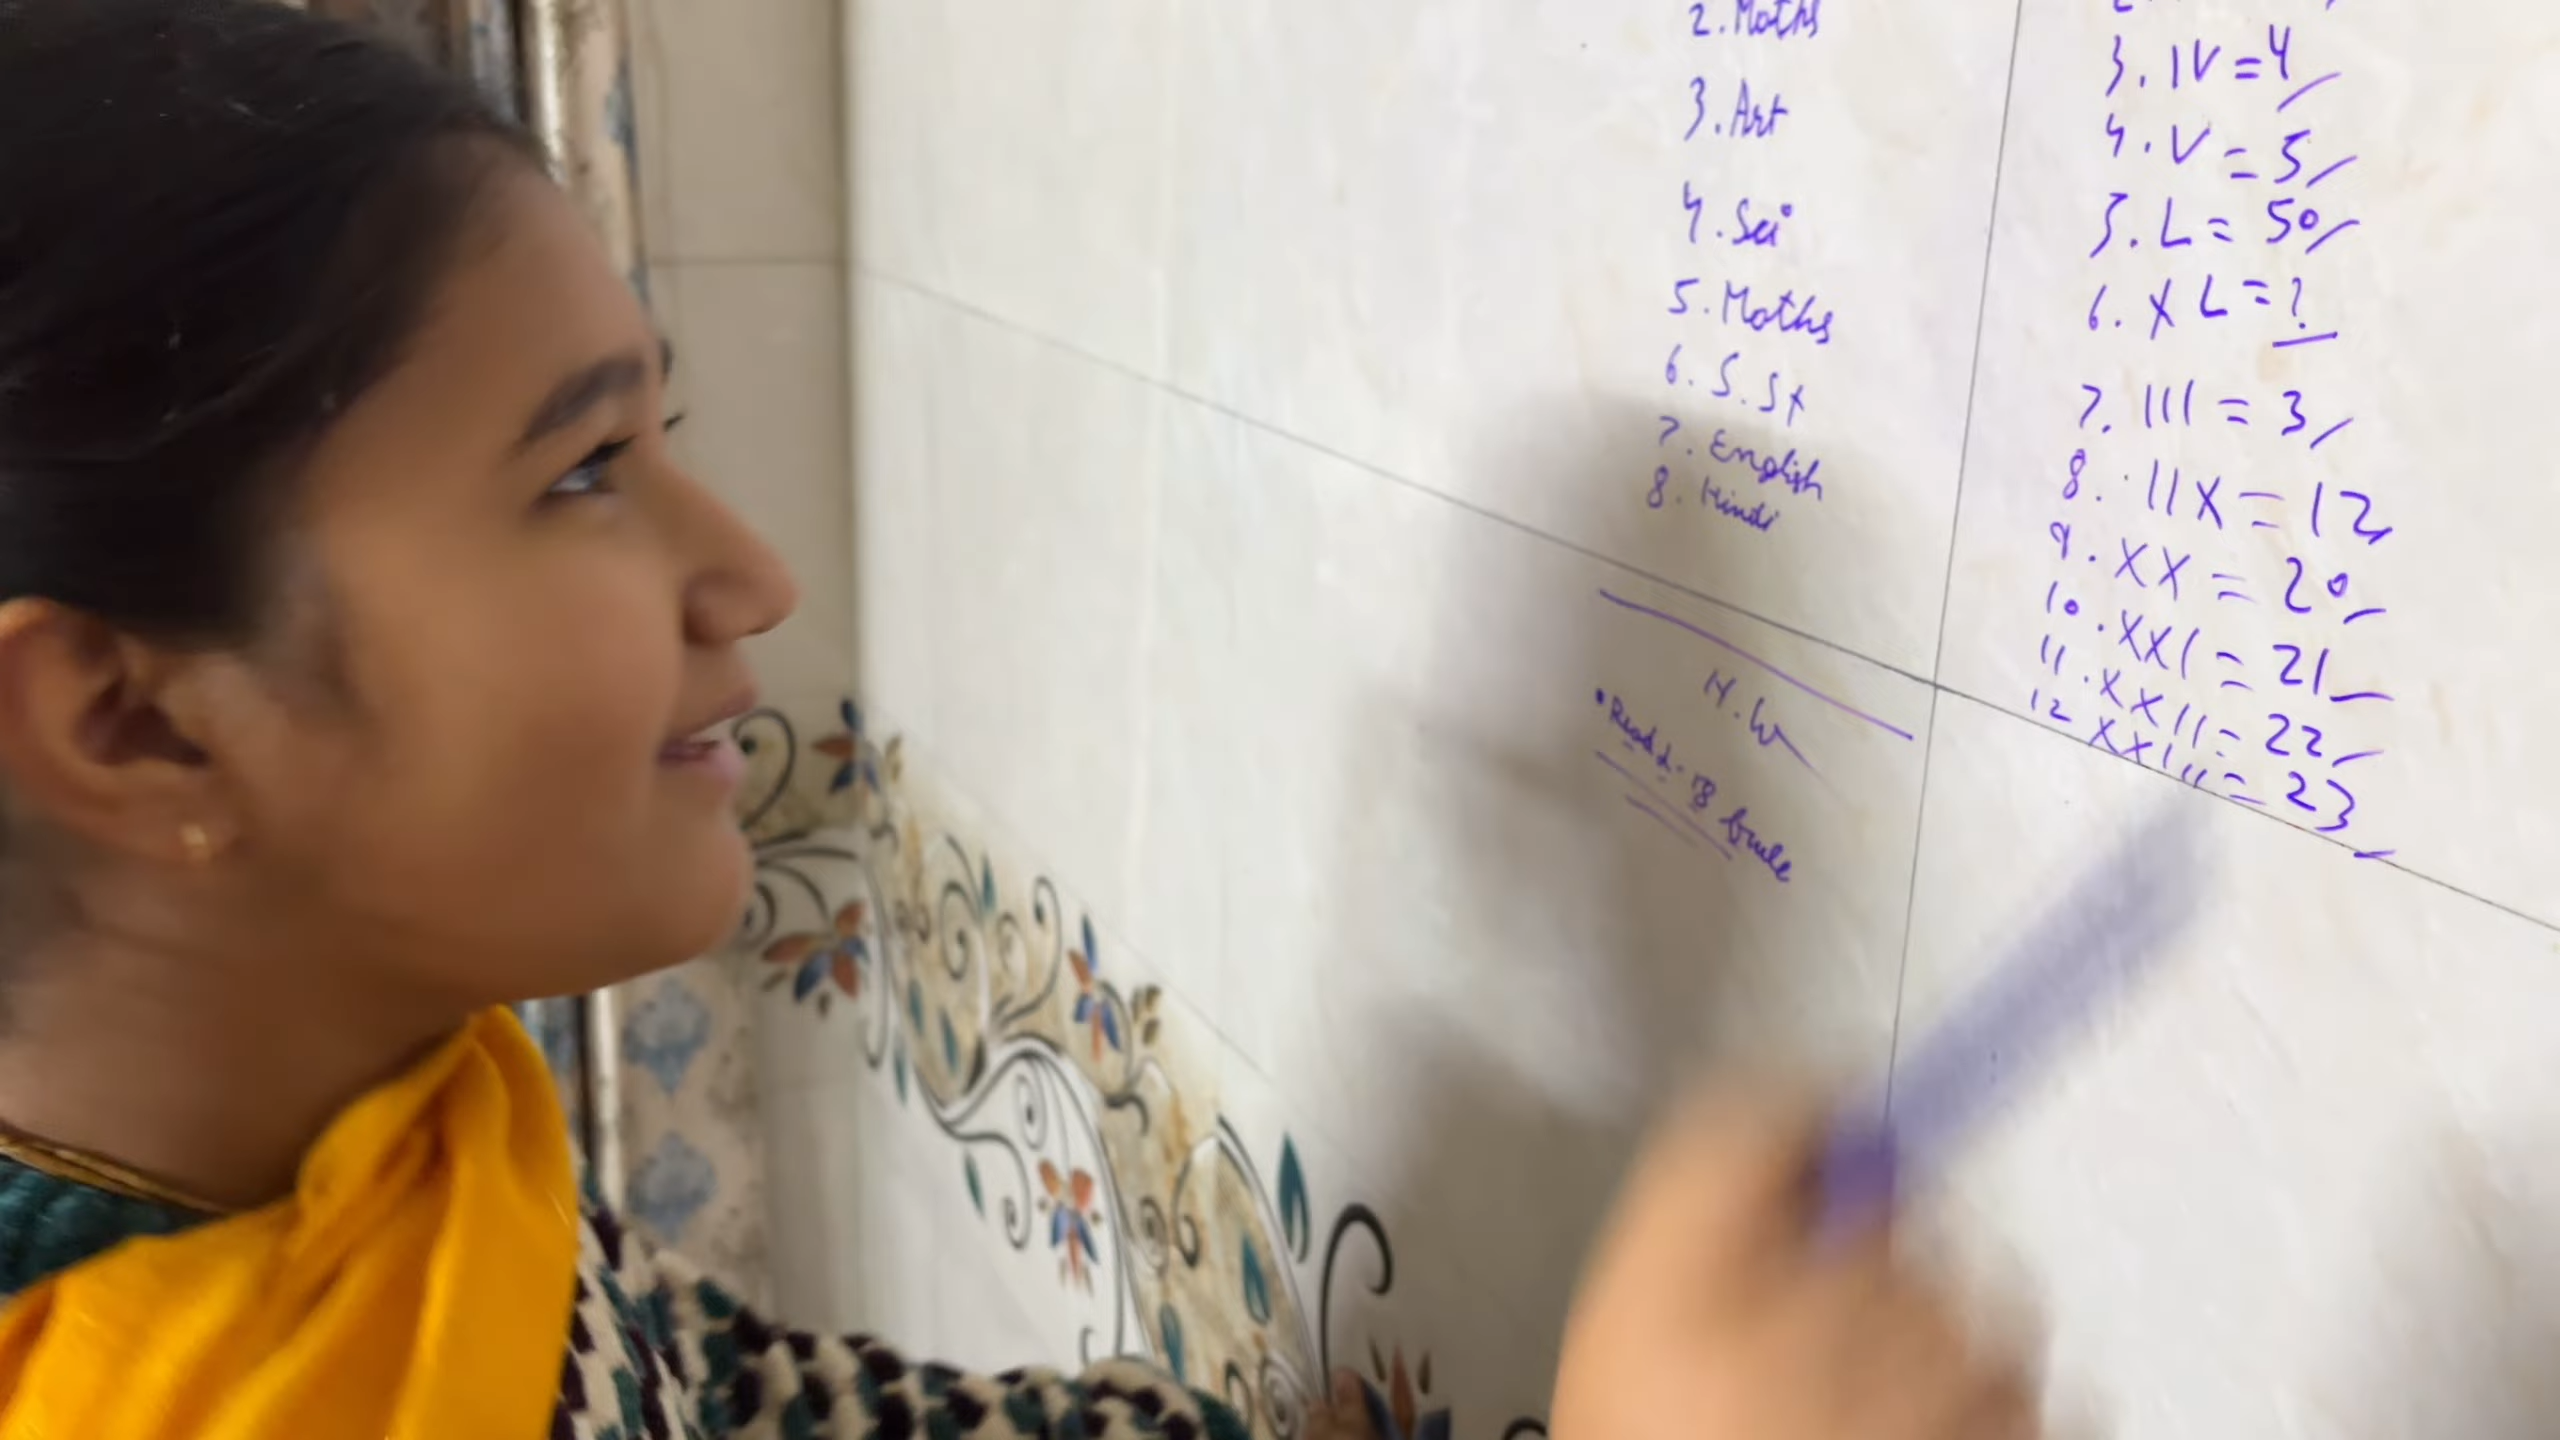 2. Maths
3. Art
4. Sci
5. Maths
6. S. St
7. English
8. Hindi
H.W
3. IV = 4
4. V = 5
5. L = 50
6. XL = ?
7. III = 3
8. IIX = 12
9. XX = 20
10. XXI = 21
11. XXII = 22
12 XXIII = 23